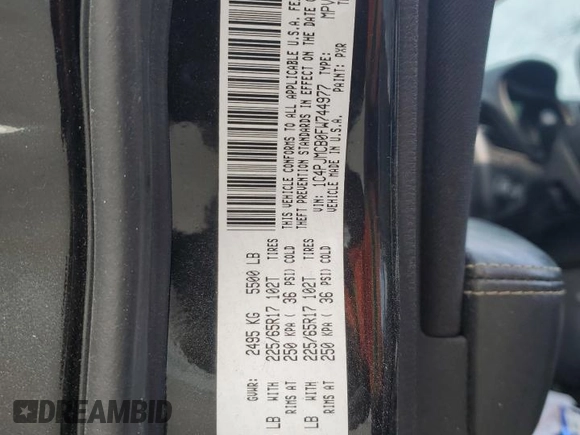 GVWR: 2495 KG 5500 LB
LB WITH 225/65R17 102T TIRES
RIMS AT 250 KPA ( 36 PSI) COLD
LB WITH 225/65R17 102T TIRES
RIMS AT 250 KPA ( 36 PSI) COLD
THIS VEHICLE CONFORMS TO ALL APPLICABLE U.S.A. FE
THEFT PREVENTION STANDARDS IN EFFECT ON THE DATE O
VIN: 1C4PJMCB0FW744977 TYPE: MPV
VEHICLE MADE IN U.S.A. PAINT: PXR
DREAMBID